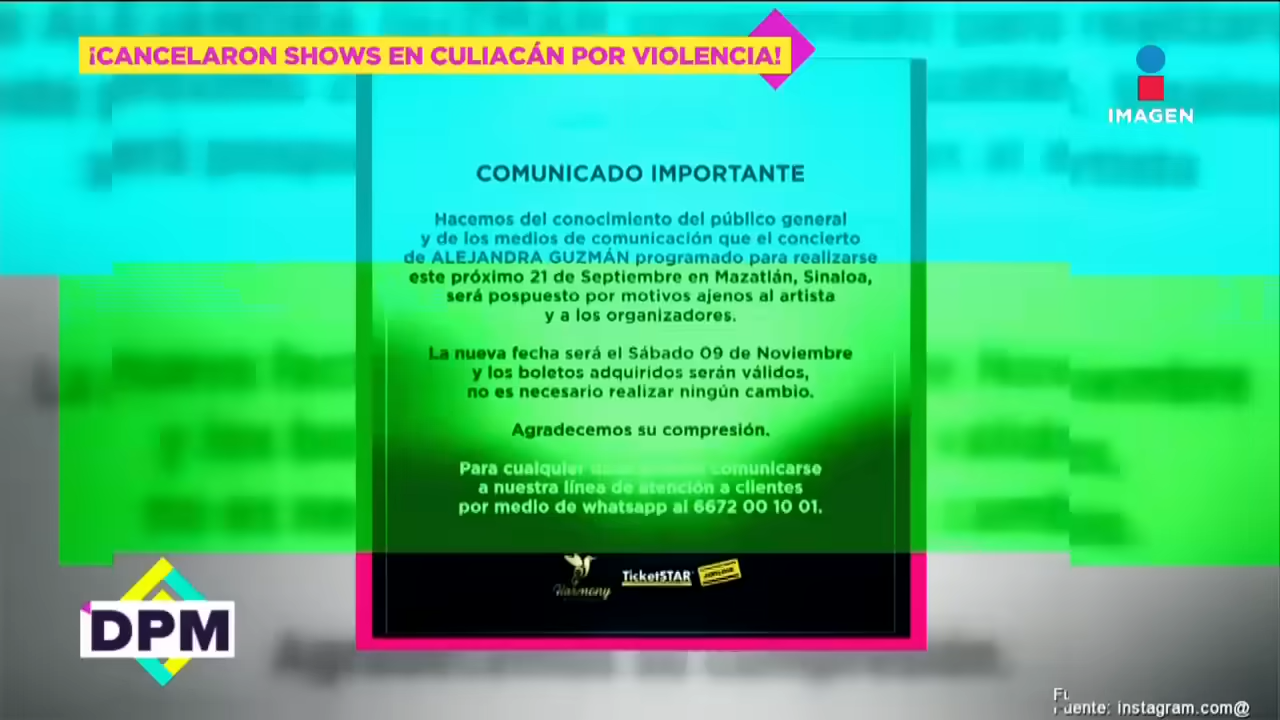 ¡CANCELARON SHOWS EN CULIACÁN POR VIOLENCIA!
IMAGEN
COMUNICADO IMPORTANTE
Hacemos del conocimiento del público general
y de los medios de comunicación que el concierto
de ALEJANDRA GUZMÁN programado para realizarse
este próximo 21 de Septiembre en Mazatlán, Sinaloa,
será pospuesto por motivos ajenos al artista
y a los organizadores.
La nueva fecha será el Sábado 09 de Noviembre
y los boletos adquiridos serán válidos,
no es necesario realizar ningún cambio.
Agradecemos su compresión.
Para cualquier comunicarse
a nuestra línea de atención a clientes
por medio de whatsapp al 6672 00 10 01.
Harmony
TicketSTAR
DPM
instagram.com@